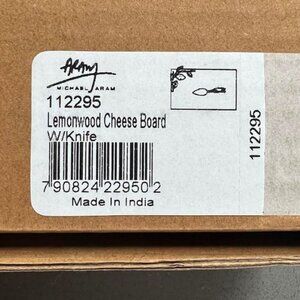 ARAM
MICHAEL ARAM
112295
Lemonwood Cheese Board
W/Knife
7 90824 22950 2
Made In India
112295